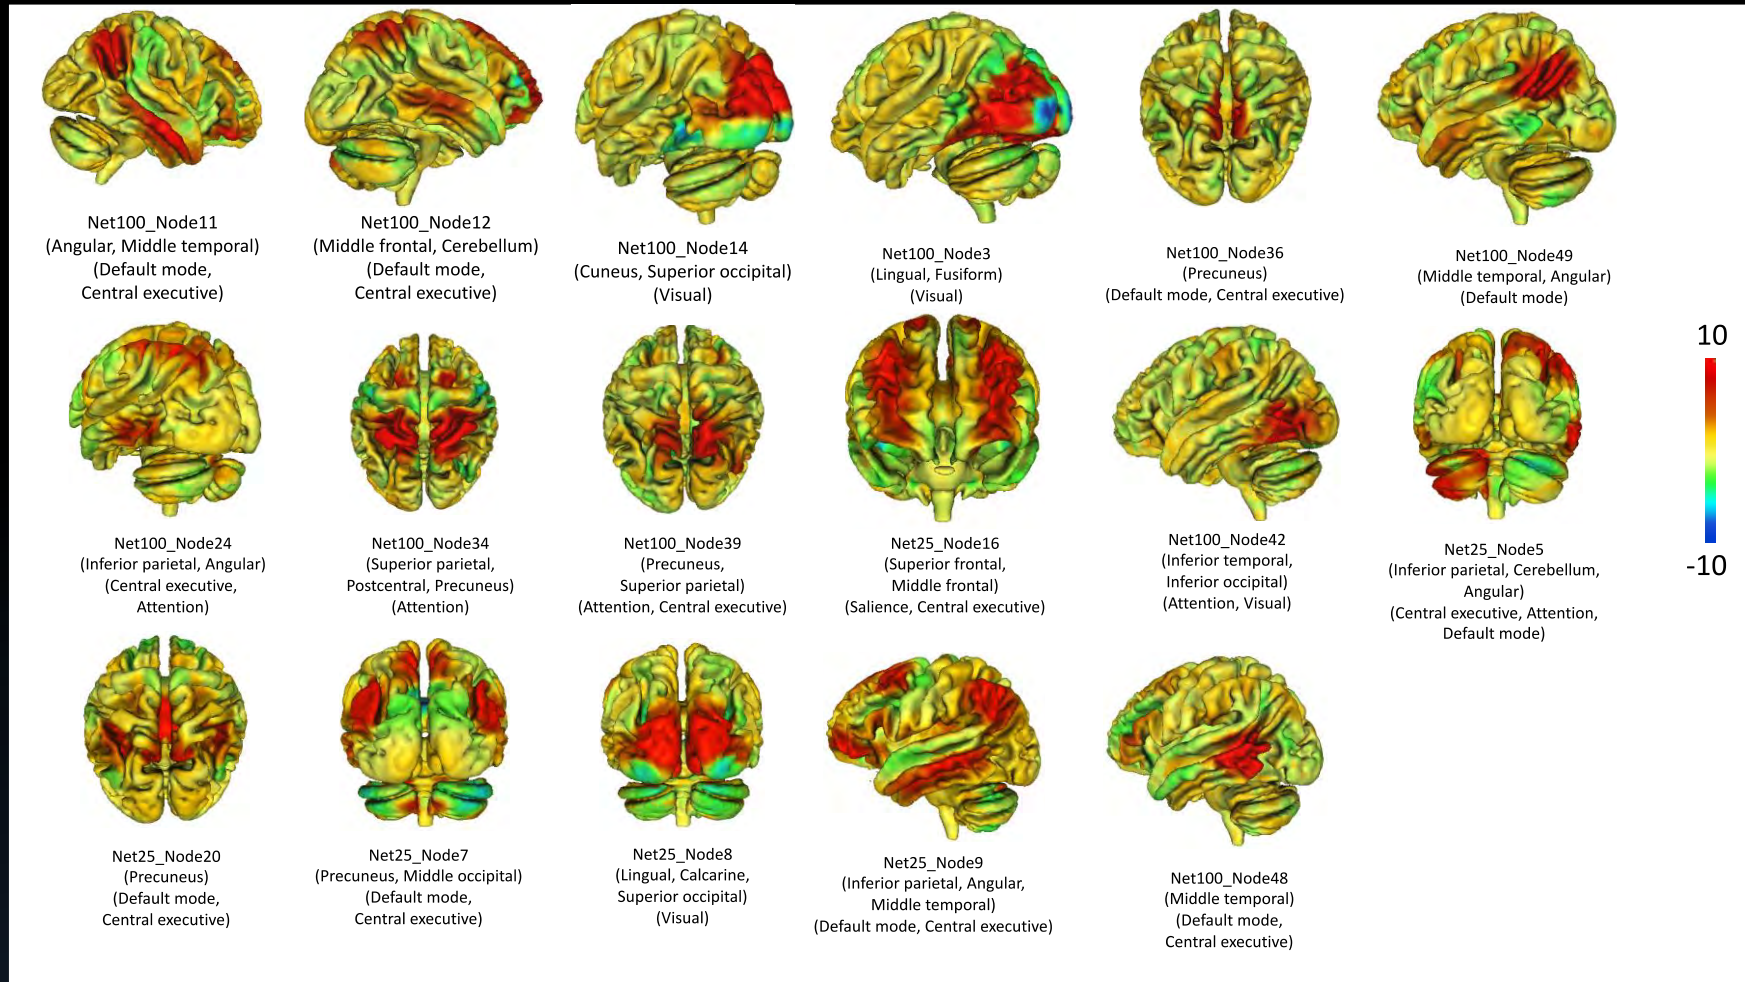 Net100_Node11
(Angular, Middle temporal)
(Default mode,
Central executive)
Net100_Node12
(Middle frontal, Cerebellum)
(Default mode,
Central executive)
Net100_Node14
(Cuneus, Superior occipital)
(Visual)
Net100_Node3
(Lingual, Fusiform)
(Visual)
Net100_Node36
(Precuneus)
(Default mode, Central executive)
Net100_Node49
(Middle temporal, Angular)
(Default mode)
10
-10
Net100_Node24
(Inferior parietal, Angular)
(Central executive,
Attention)
Net100_Node34
(Superior parietal,
Postcentral, Precuneus)
(Attention)
Net100_Node39
(Precuneus,
Superior parietal)
(Attention, Central executive)
Net25_Node16
(Superior frontal,
Middle frontal)
(Salience, Central executive)
Net100_Node42
(Inferior temporal,
Inferior occipital)
(Attention, Visual)
Net25_Node5
(Inferior parietal, Cerebellum,
Angular)
(Central executive, Attention,
Default mode)
Net25_Node20
(Precuneus)
(Default mode,
Central executive)
Net25_Node7
(Precuneus, Middle occipital)
(Default mode,
Central executive)
Net25_Node8
(Lingual, Calcarine,
Superior occipital)
(Visual)
Net25_Node9
(Inferior parietal, Angular,
Middle temporal)
(Default mode, Central executive)
Net100_Node48
(Middle temporal)
(Default mode,
Central executive)